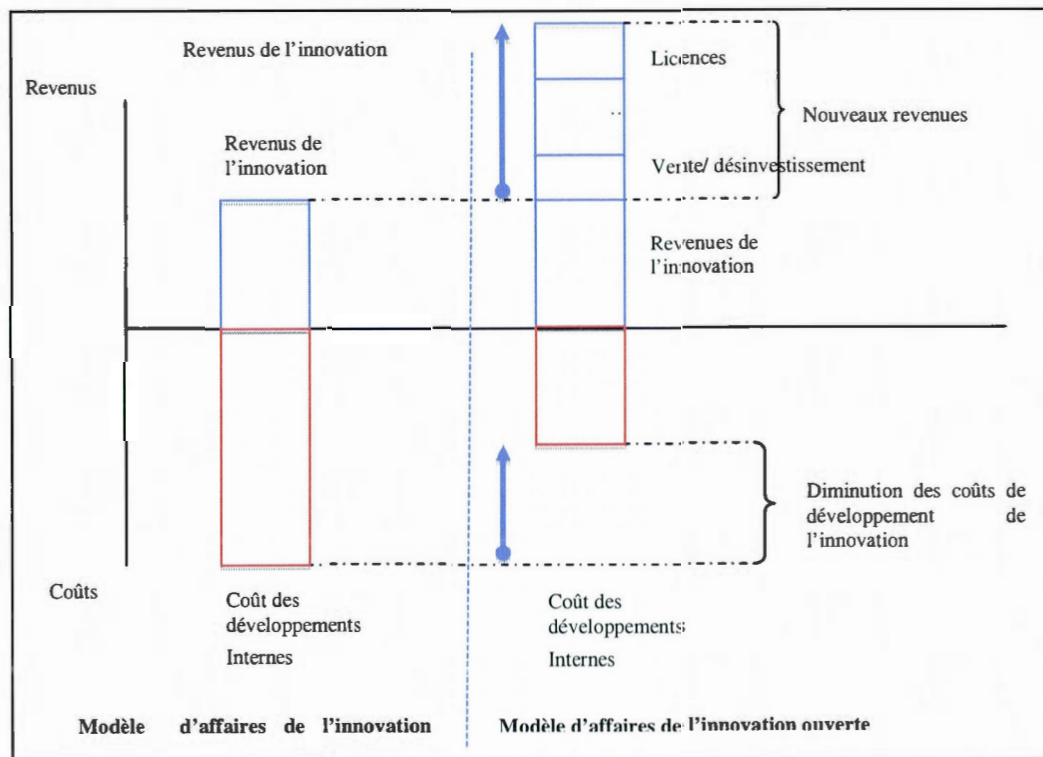 Revenus de l'innovation
Licences
Revenus
Nouveaux revenues
Revenus de
l'innovation
Vente/ désinvestissement
Revenues de
l'innovation
Diminution des coûts de
développement de
l'innovation
Coûts
Coût des
développements
Internes
Coût des
développements
Internes
Modèle d'affaires de l'innovation
Modèle d'affaires de l'innovation ouverte